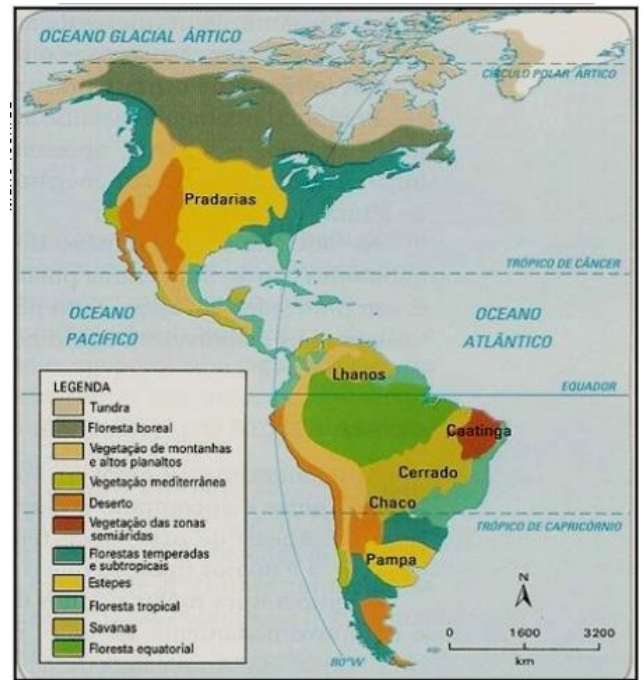 OCEANO GLACIAL ÁRTICO
CÍRCULO POLAR ÁRTICO
Pradarias
TRÓPICO DE CÂNCER
OCEANO
PACÍFICO
OCEANO
ATLÂNTICO
Lhanos
EQUADOR
Caatinga
Cerrado
Chaco
TRÓPICO DE CAPRICÓRNIO
Pampa
LEGENDA
Tundra
Floresta boreal
Vegetação de montanhas
e altos planaltos
Vegetação mediterrânea
Deserto
Vegetação das zonas
semiáridas
Florestas temperadas
e subtropicais
Estepes
Floresta tropical
Savanas
Floresta equatorial
80°W
N
0 1600 3200
km